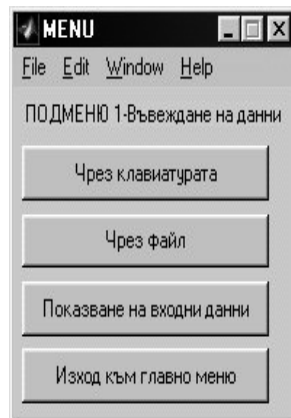 MENU
File Edit Window Help
ПОДМЕНЮ 1-Въвеждане на данни
Чрез клавиатурата
Чрез файл
Показване на входни данни
Изход към главно меню